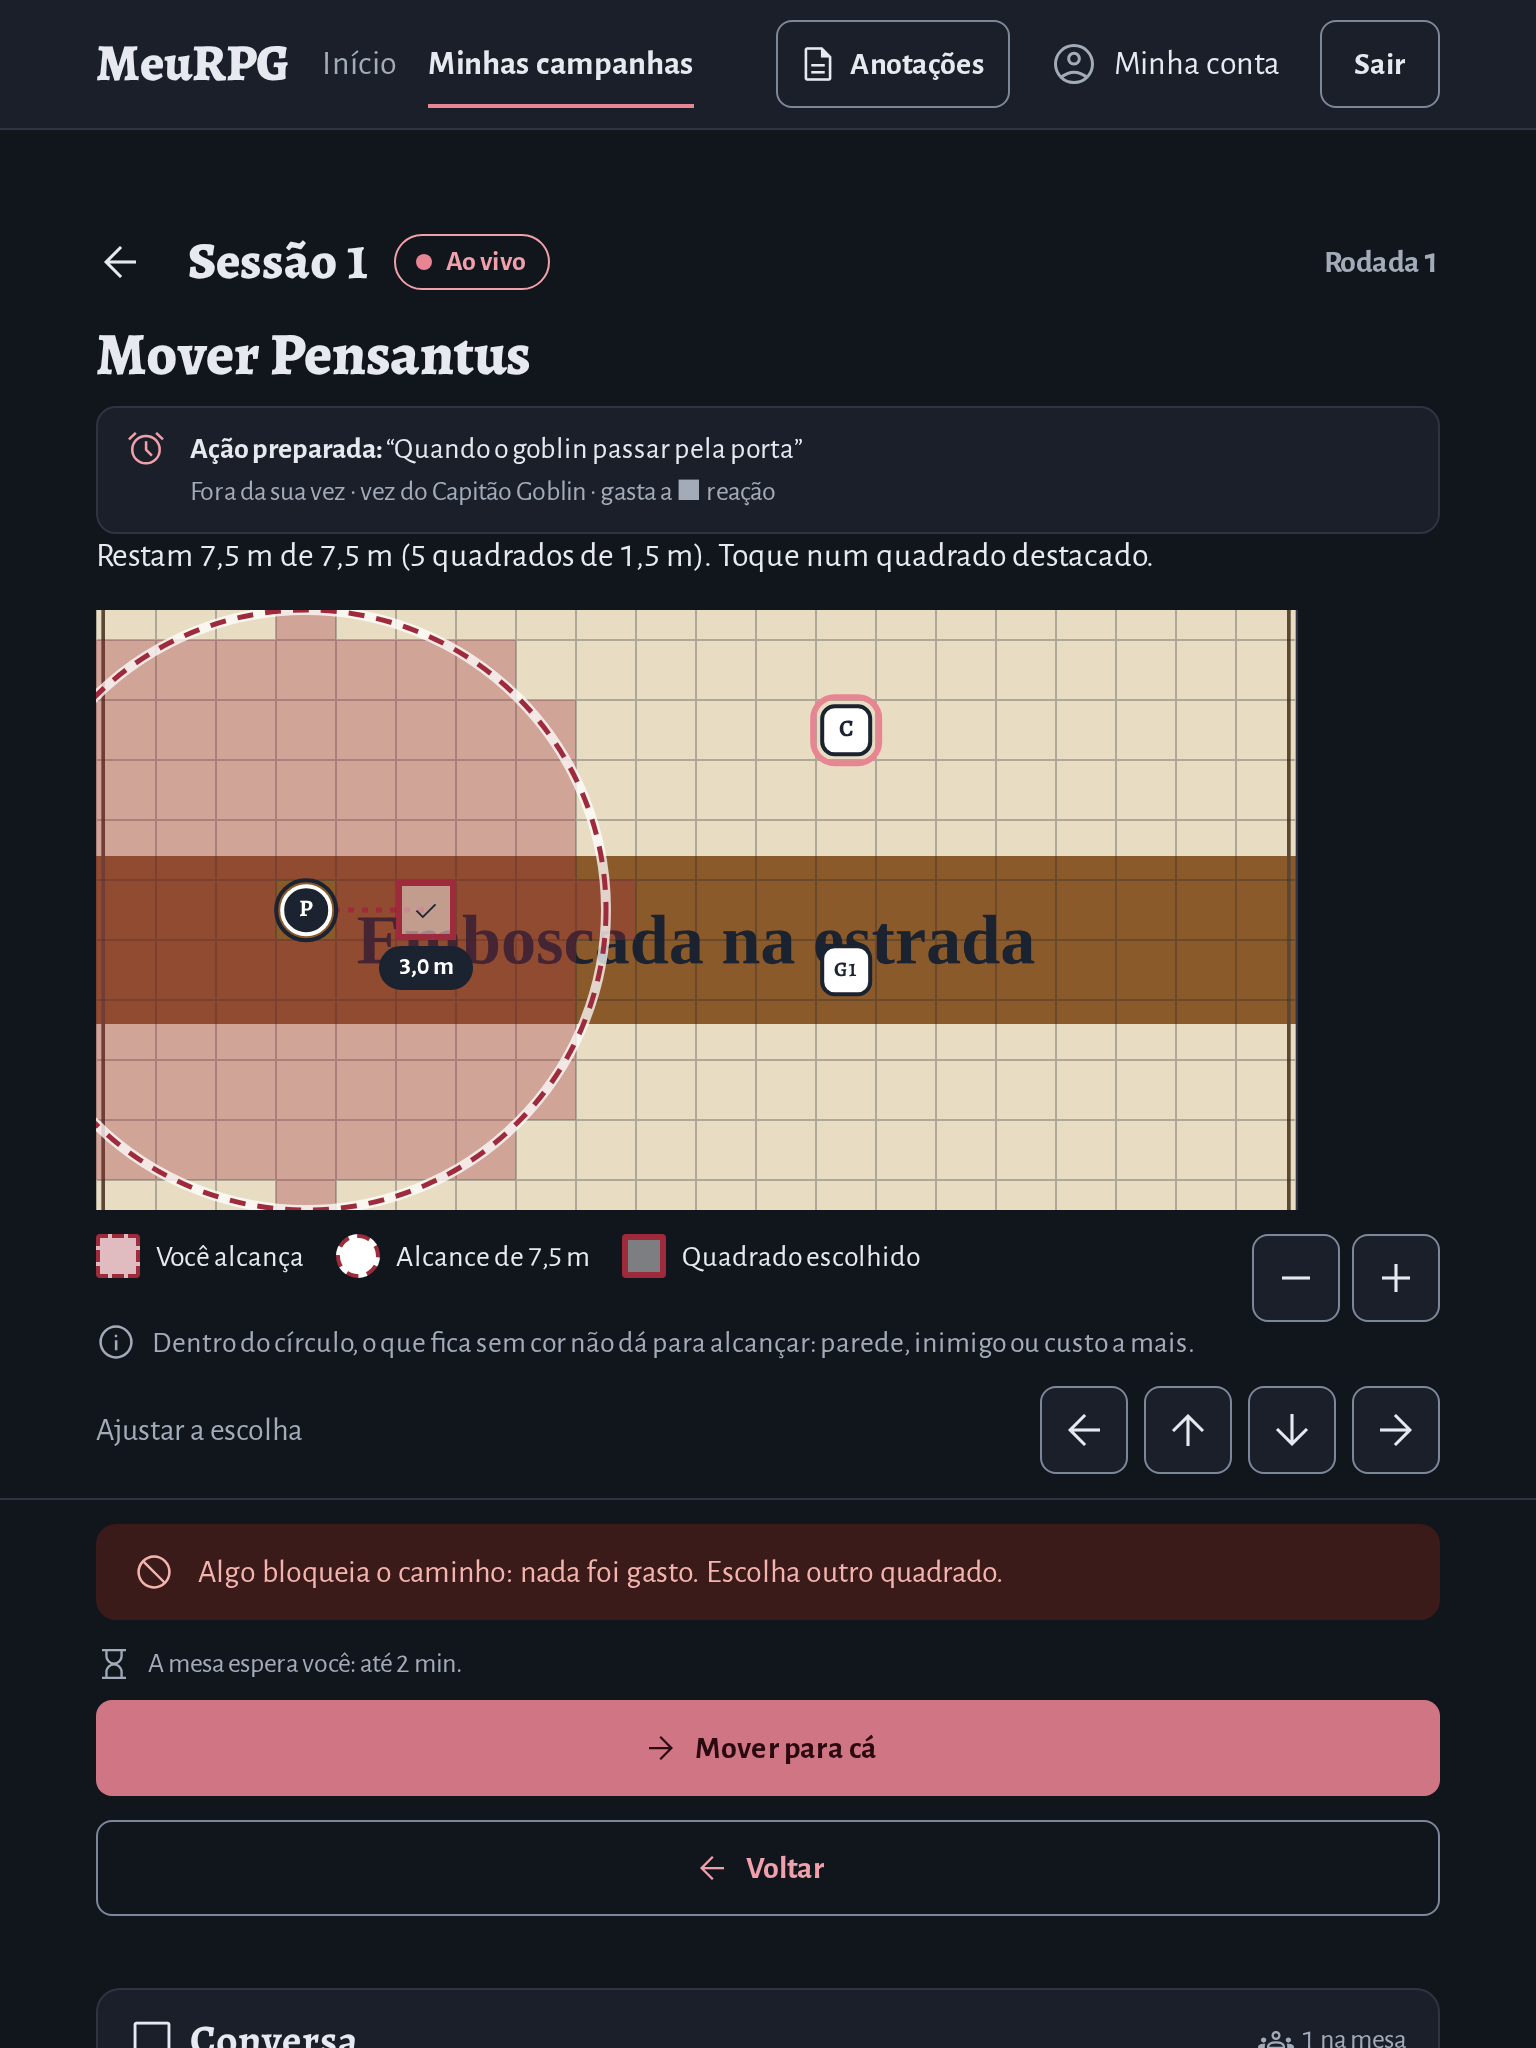 MeuRPG Início Minhas campanhas Anotações Minha conta Sair
Sessão 1 Ao vivo Rodada 1
Mover Pensantus
Ação preparada: “Quando o goblin passar pela porta”
Fora da sua vez · vez do Capitão Goblin · gasta a reação
Restam 7,5 m de 7,5 m (5 quadrados de 1,5 m). Toque num quadrado destacado.
C
P
Emboscada na estrada
3,0 m
G1
Você alcança Alcance de 7,5 m Quadrado escolhido
Dentro do círculo, o que fica sem cor não dá para alcançar: parede, inimigo ou custo a mais.
Ajustar a escolha
Algo bloqueia o caminho: nada foi gasto. Escolha outro quadrado.
A mesa espera você: até 2 min.
Mover para cá
Voltar
Conversa 1 na mesa